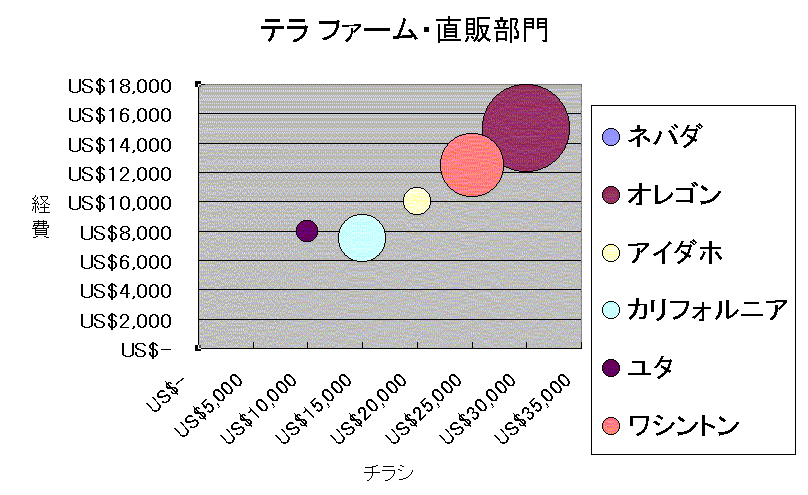 テラ ファーム・直販部門
US$18,000
US$16,000
US$14,000
US$12,000
US$10,000
US$8,000
US$6,000
US$4,000
US$2,000
US$-
経費
US$-
US$5,000
US$10,000
US$15,000
US$20,000
US$25,000
US$30,000
US$35,000
チラシ
ネバダ
オレゴン
アイダホ
カリフォルニア
ユタ
ワシントン